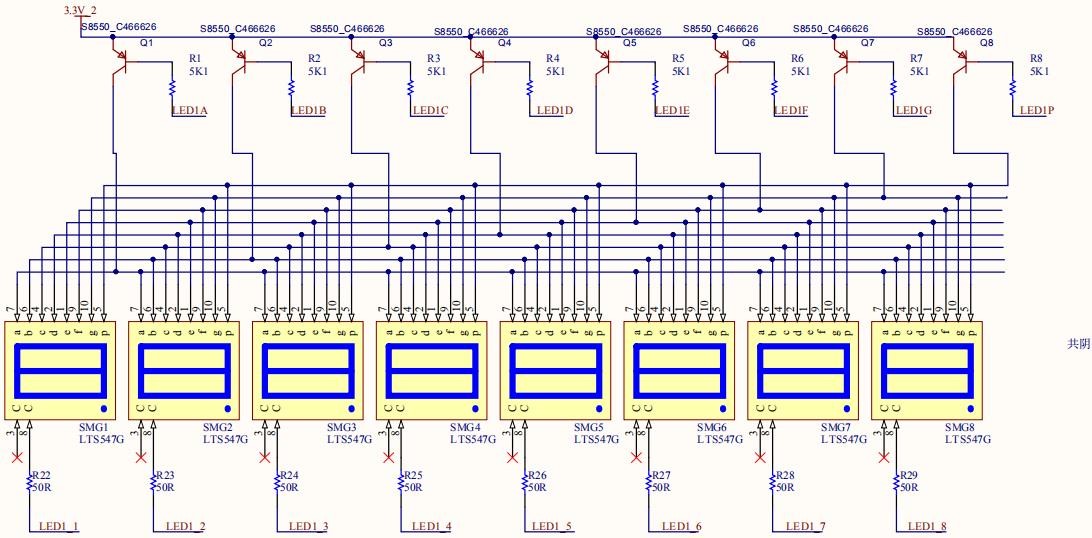 3.3V_2
S8550_C466626 S8550_C466626 S8550_C466626 S8550_C466626 S8550_C466626 S8550_C466626 S8550_C466626 S8550_C466626
Q1 Q2 Q3 Q4 Q5 Q6 Q7 Q8
R1 R2 R3 R4 R5 R6 R7 R8
5K1 5K1 5K1 5K1 5K1 5K1 5K1 5K1
LED1A LED1B LED1C LED1D LED1E LED1F LED1G LED1P
7 6 4 2 1 9 10 5 7 6 4 2 1 9 10 5 7 6 4 2 1 9 10 5 7 6 4 2 1 9 10 5 7 6 4 2 1 9 10 5 7 6 4 2 1 9 10 5 7 6 4 2 1 9 10 5 7 6 4 2 1 9 10 5
a b c d e f g p a b c d e f g p a b c d e f g p a b c d e f g p a b c d e f g p a b c d e f g p a b c d e f g p a b c d e f g p
共阴
C C C C C C C C C C C C C C C C
SMG1 SMG2 SMG3 SMG4 SMG5 SMG6 SMG7 SMG8
3 8 3 8 3 8 3 8 3 8 3 8 3 8 3 8
LTS547G LTS547G LTS547G LTS547G LTS547G LTS547G LTS547G LTS547G
R22 R23 R24 R25 R26 R27 R28 R29
50R 50R 50R 50R 50R 50R 50R 50R
LED1_1 LED1_2 LED1_3 LED1_4 LED1_5 LED1_6 LED1_7 LED1_8